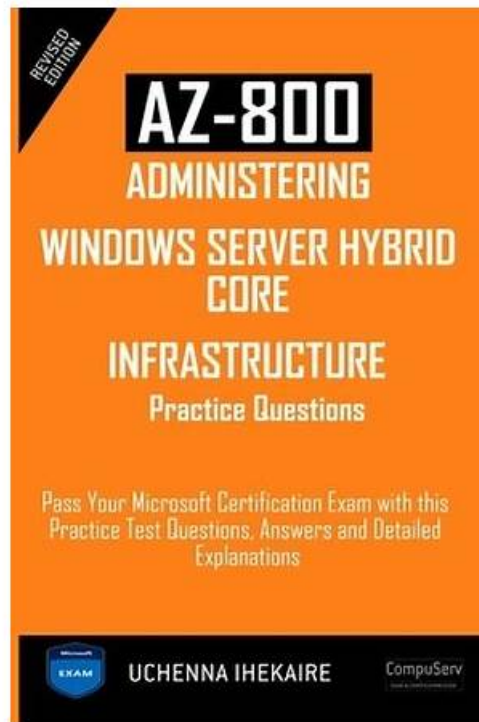 REVISED
EDITION
AZ-800
ADMINISTERING
WINDOWS SERVER HYBRID
CORE
INFRASTRUCTURE
Practice Questions
Pass Your Microsoft Certification Exam with this
Practice Test Questions, Answers and Detailed
Explanations
Microsoft
EXAM
UCHENNA IHEKAIRE
CompuServ